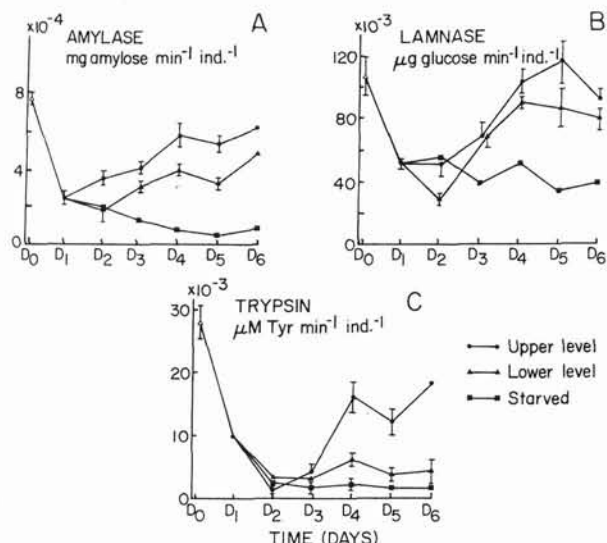 ×10⁻⁴
AMYLASE
A
mg amylose min⁻¹ ind.⁻¹
8
4
0
D₀ D₁ D₂ D₃ D₄ D₅ D₆
×10⁻³
LAMNASE
B
μg glucose min⁻¹ ind.⁻¹
120
80
40
0
D₀ D₁ D₂ D₃ D₄ D₅ D₆
×10⁻³
TRYPSIN
C
μM Tyr min⁻¹ ind.⁻¹
30
20
10
0
D₀ D₁ D₂ D₃ D₄ D₅ D₆
TIME (DAYS)
Upper level
Lower level
Starved